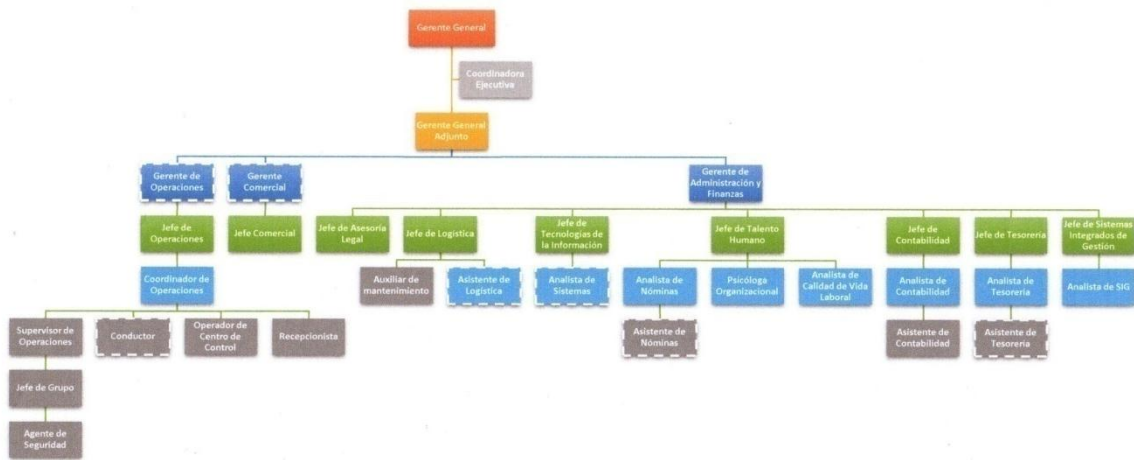 Gerente General
Coordinadora
Ejecutiva
Gerente General
Adjunto
Gerente de
Operaciones
Gerente
Comercial
Gerente de
Administración y
Finanzas
Jefe de
Operaciones
Jefe Comercial
Jefe de Asesoría
Legal
Jefe de Logística
Jefe de
Tecnologías de
la Información
Jefe de Talento
Humano
Jefe de
Contabilidad
Jefe de Tesorería
Jefe de Sistemas
Integrados de
Gestión
Coordinador de
Operaciones
Auxiliar de
mantenimiento
Asistente de
Logística
Analista de
Sistemas
Analista de
Nóminas
Psicóloga
Organizacional
Analista de
Calidad de Vida
Laboral
Analista de
Contabilidad
Analista de
Tesorería
Analista de SIG
Supervisor de
Operaciones
Conductor
Operador de
Centro de
Control
Recepcionista
Asistente de
Nóminas
Asistente de
Contabilidad
Asistente de
Tesorería
Jefe de Grupo
Agente de
Seguridad